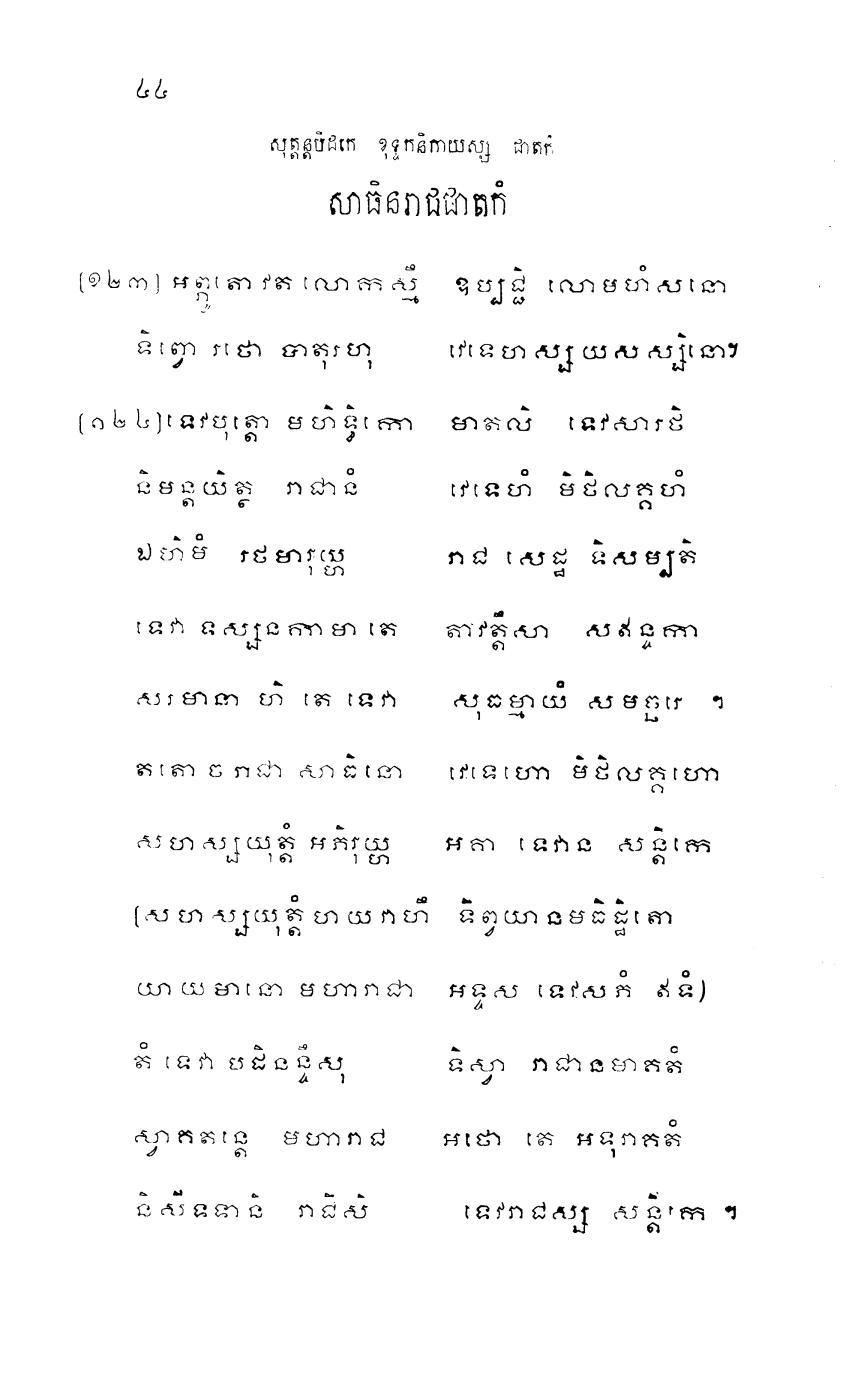 ៤៤
សុត្តន្តបិដកេ ខុទ្ទកនិកាយស្ស ជាតកំ
សាធិនរាជជាតកំ
[១២៣] អព្ភូតោ វត លោកស្មឹ ឧប្បជ្ជិ លោមហំសនោ
ទិព្វោ រថោ បាតុរហុ វេទេហស្ស យសស្សិនោ។
[១២៤] ទេវបុត្តោ មហិទ្ធិកោ មាតលិ ទេវសារថិ
និមន្តយិត្ថ រាជានំ វេទេហំ មិថិលគ្គហំ
ឯហិមំ រថមារុយ្ហ រាជ សេដ្ឋ ទិសម្បតិ
ទេវា ទស្សនកាមា តេ តាវត្តឹសា សឥន្ទកា
សរមានា ហិ តេ ទេវា សុធម្មាយំ សមច្ឆរេ ។
តតោ ច រាជា សាធិនោ វេទេហោ មិថិលគ្គហោ
សហស្សយុត្តំ អភិរុយ្ហ អគា ទេវាន សន្តិកេ
(សហស្សយុត្តំ ហយវាហឹ ទិព្វយានមធិដ្ឋិតោ
យាយមានោ មហារាជា អទ្ទស ទេវសភំ ឥទំ)
តំ ទេវា បដិនន្ទឹសុ ទិស្វា រាជានមាគតំ
ស្វាគតន្តេ មហារាជ អថោ តេ អទុរាគតំ
និសីទទានិ រាជីសិ ទេវរាជស្ស សន្តិកេ ។